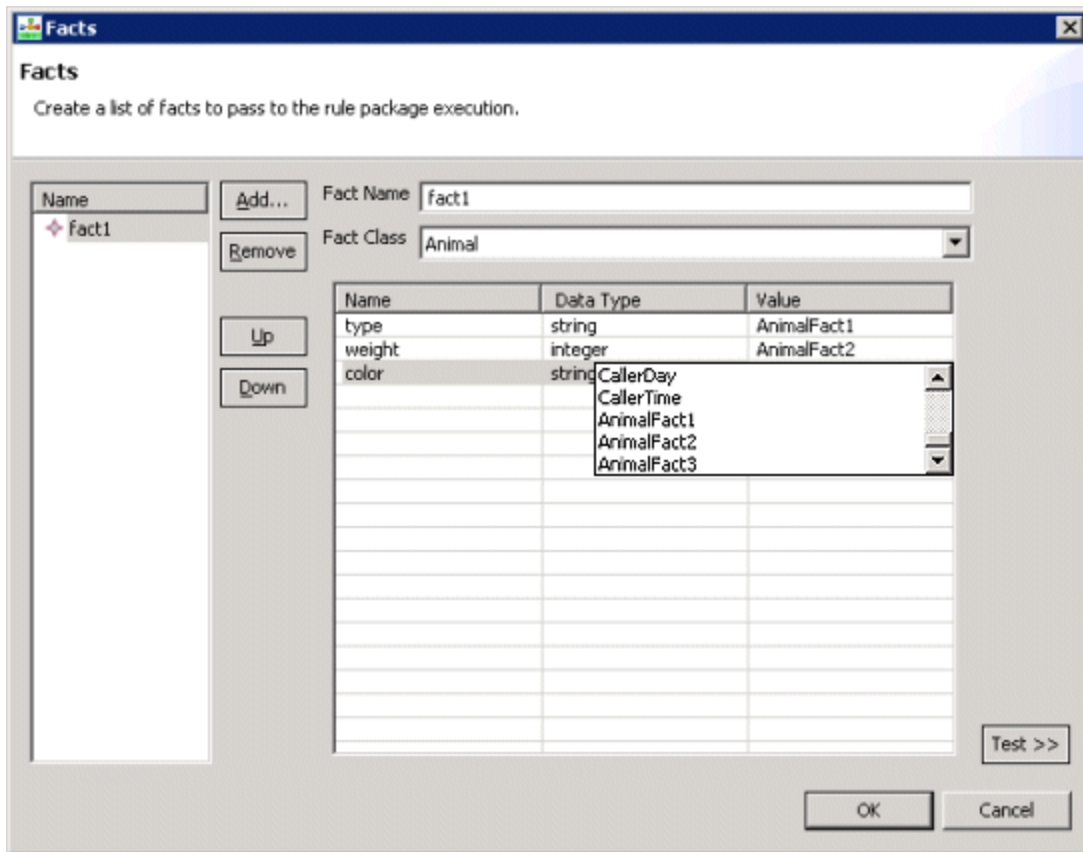 Facts
Facts
Create a list of facts to pass to the rule package execution.
Name
fact1
Add...
Remove
Up
Down
Fact Name fact1
Fact Class Animal
Name Data Type Value
type string AnimalFact1
weight integer AnimalFact2
color string
CallerDay
CallerTime
AnimalFact1
AnimalFact2
AnimalFact3
Test >>
OK Cancel